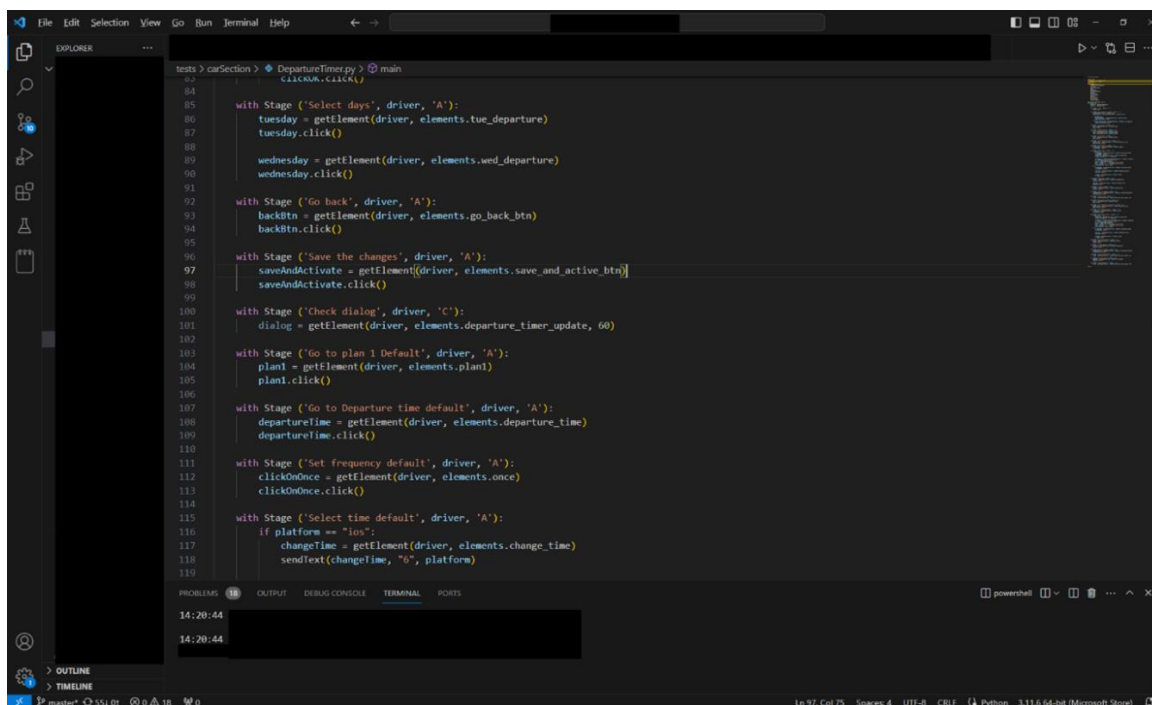 File Edit Selection View Go Run Terminal Help
EXPLORER
tests > carSection > DepartureTimer.py > main
83 clickOK.click()
84
85 with Stage ('Select days', driver, 'A'):
86 tuesday = getElement(driver, elements.tue_departure)
87 tuesday.click()
88
89 wednesday = getElement(driver, elements.wed_departure)
90 wednesday.click()
91
92 with Stage ('Go back', driver, 'A'):
93 backBtn = getElement(driver, elements.go_back_btn)
94 backBtn.click()
95
96 with Stage ('Save the changes', driver, 'A'):
97 saveAndActivate = getElement(driver, elements.save_and_active_btn)
98 saveAndActivate.click()
99
100 with Stage ('Check dialog', driver, 'C'):
101 dialog = getElement(driver, elements.departure_timer_update, 60)
102
103 with Stage ('Go to plan 1 Default', driver, 'A'):
104 plan1 = getElement(driver, elements.plan1)
105 plan1.click()
106
107 with Stage ('Go to Departure time default', driver, 'A'):
108 departureTime = getElement(driver, elements.departure_time)
109 departureTime.click()
110
111 with Stage ('Set frequency default', driver, 'A'):
112 clickOnOnce = getElement(driver, elements.once)
113 clickOnOnce.click()
114
115 with Stage ('Select time default', driver, 'A'):
116 if platform == "ios":
117 changeTime = getElement(driver, elements.change_time)
118 sendText(changeTime, "6", platform)
119
PROBLEMS 18 OUTPUT DEBUG CONSOLE TERMINAL PORTS
powershell
14:20:44
14:20:44
OUTLINE
TIMELINE
master* 55↓ 0↑ 0 18 0 Ln 97, Col 75 Spaces: 4 UTF-8 CRLF Python 3.11.6 64-bit (Microsoft Store)